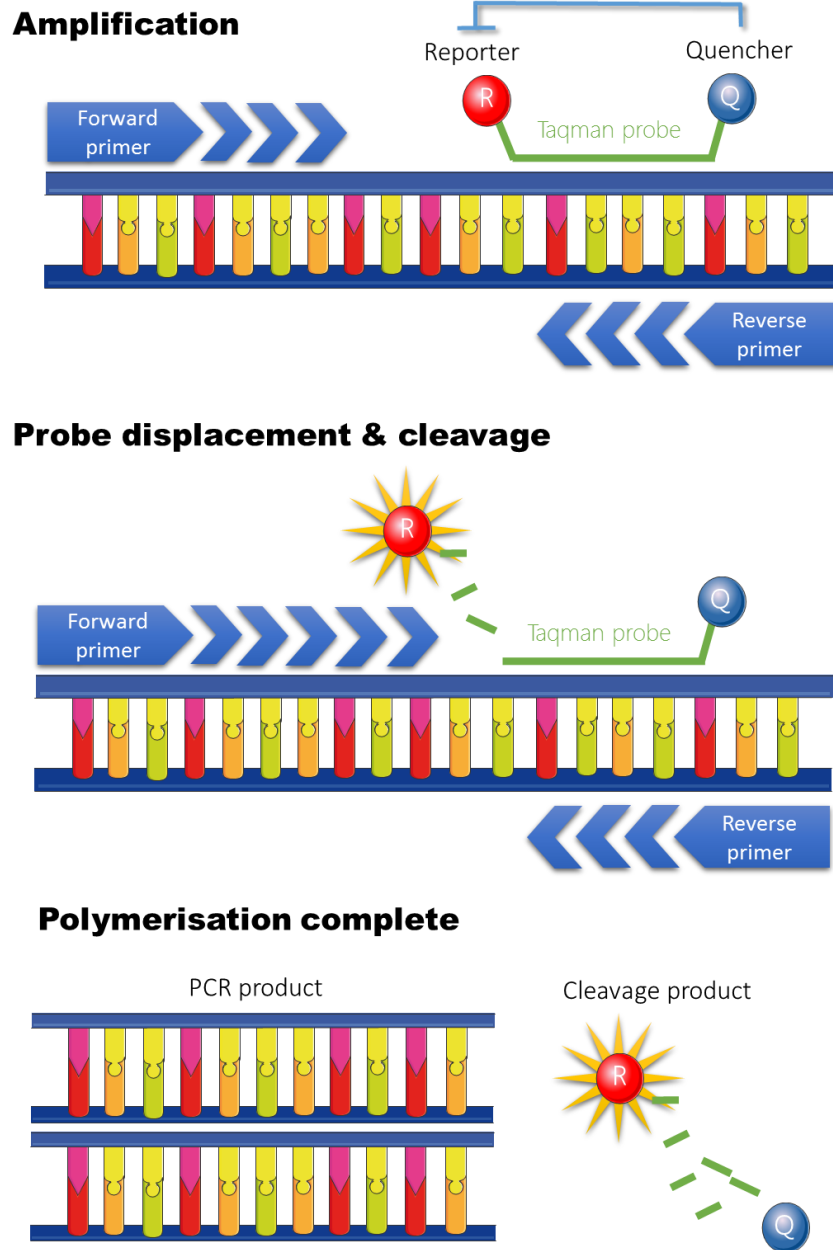 Amplification
Reporter
Quencher
R
Q
Taqman probe
Forward
primer
Reverse
primer
Probe displacement & cleavage
R
Q
Taqman probe
Forward
primer
Reverse
primer
Polymerisation complete
PCR product
Cleavage product
R
Q